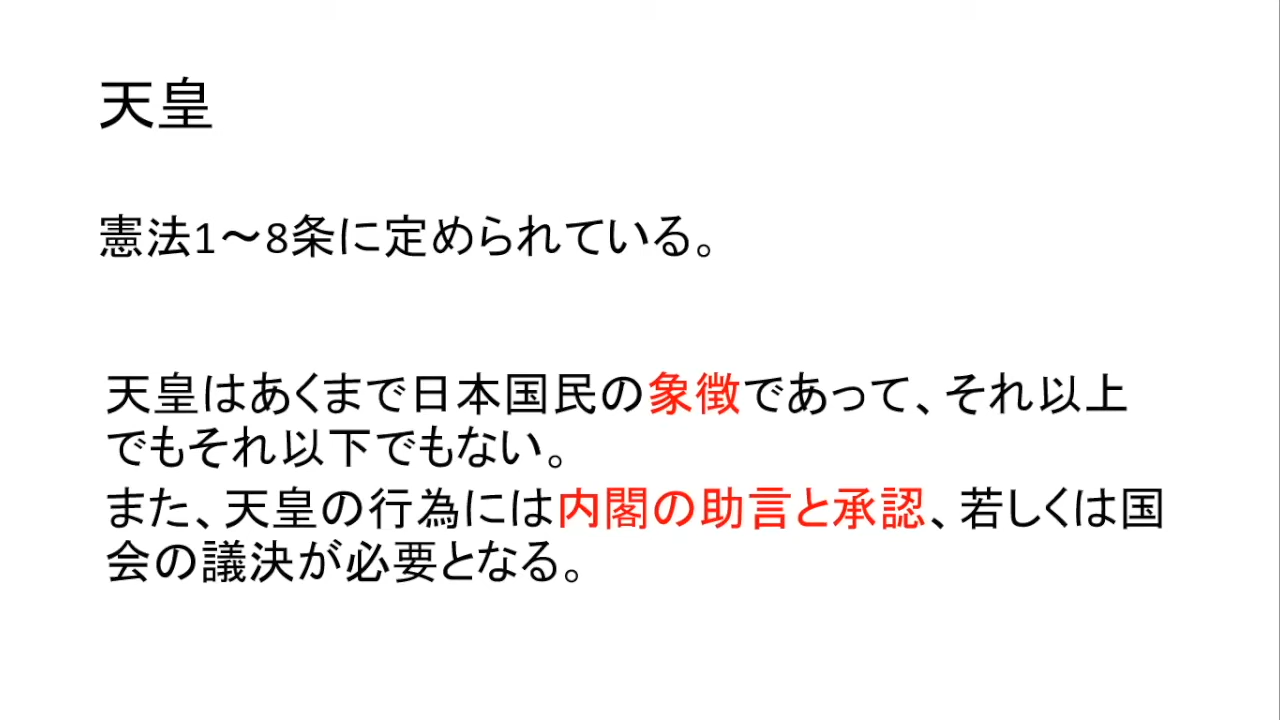 天皇
憲法1～8条に定められている。
天皇はあくまで日本国民の象徴であって、それ以上
でもそれ以下でもない。
また、天皇の行為には内閣の助言と承認、若しくは国
会の議決が必要となる。